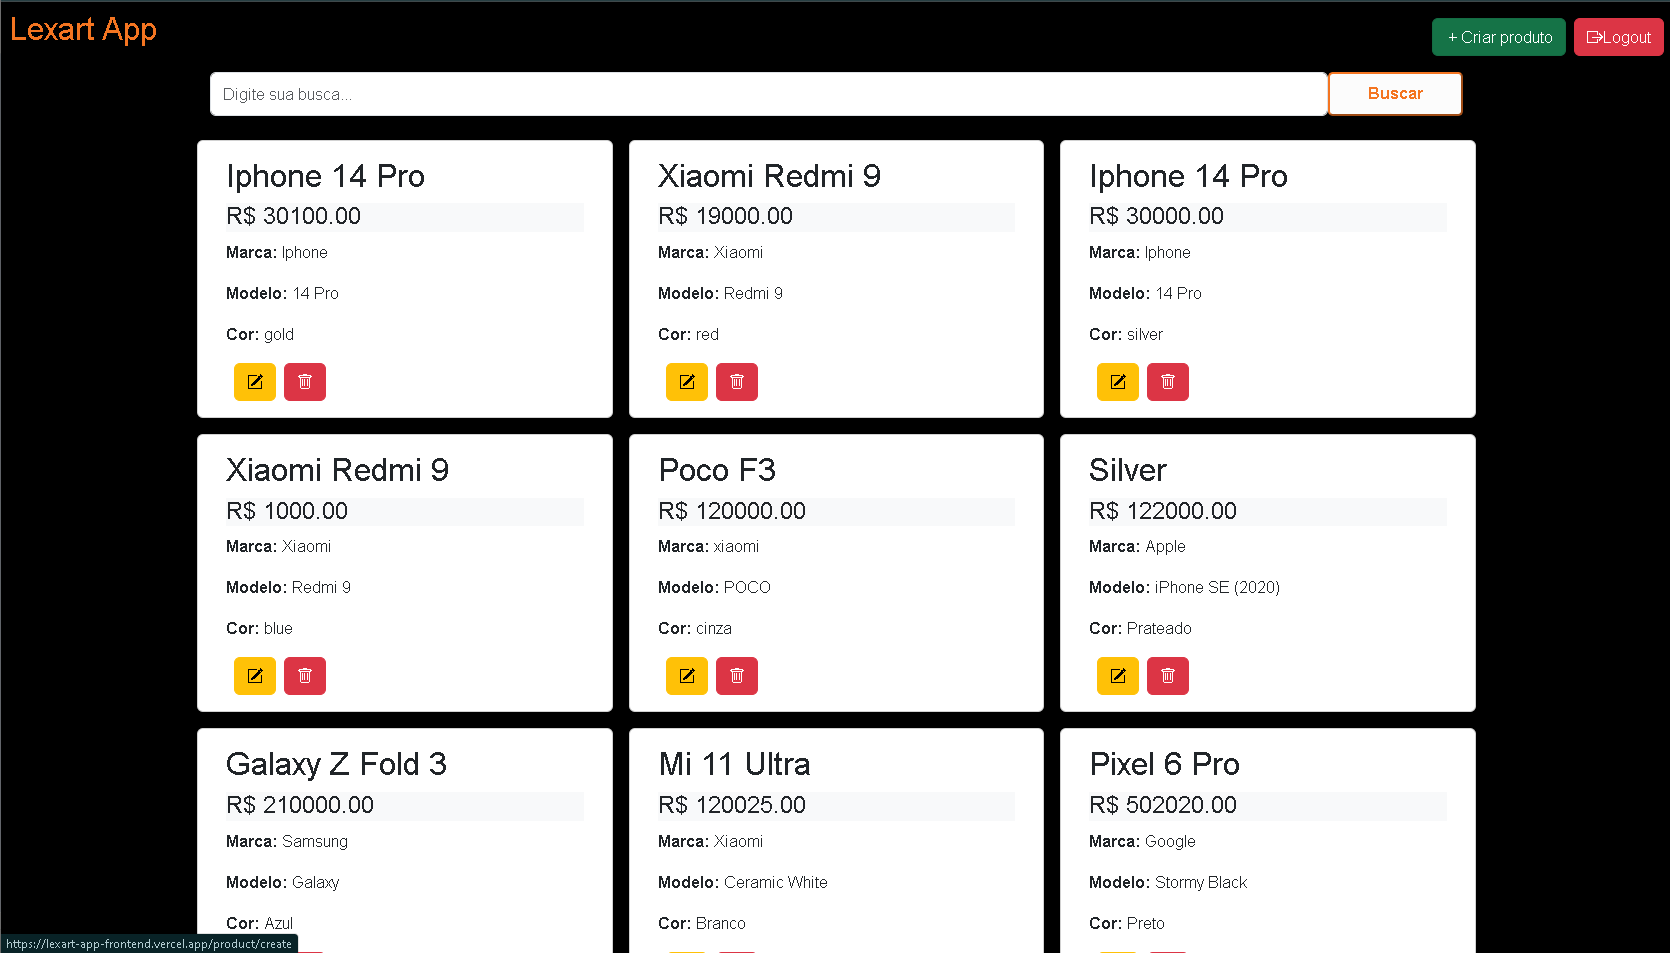 Lexart App
+ Criar produto
Logout
Digite sua busca...
Buscar
Iphone 14 Pro
R$ 30100.00
Marca: Iphone
Modelo: 14 Pro
Cor: gold
Xiaomi Redmi 9
R$ 19000.00
Marca: Xiaomi
Modelo: Redmi 9
Cor: red
Iphone 14 Pro
R$ 30000.00
Marca: Iphone
Modelo: 14 Pro
Cor: silver
Xiaomi Redmi 9
R$ 1000.00
Marca: Xiaomi
Modelo: Redmi 9
Cor: blue
Poco F3
R$ 120000.00
Marca: xiaomi
Modelo: POCO
Cor: cinza
Silver
R$ 122000.00
Marca: Apple
Modelo: iPhone SE (2020)
Cor: Prateado
Galaxy Z Fold 3
R$ 210000.00
Marca: Samsung
Modelo: Galaxy
Cor: Azul
Mi 11 Ultra
R$ 120025.00
Marca: Xiaomi
Modelo: Ceramic White
Cor: Branco
Pixel 6 Pro
R$ 502020.00
Marca: Google
Modelo: Stormy Black
Cor: Preto
https://lexart-app-frontend.vercel.app/product/create